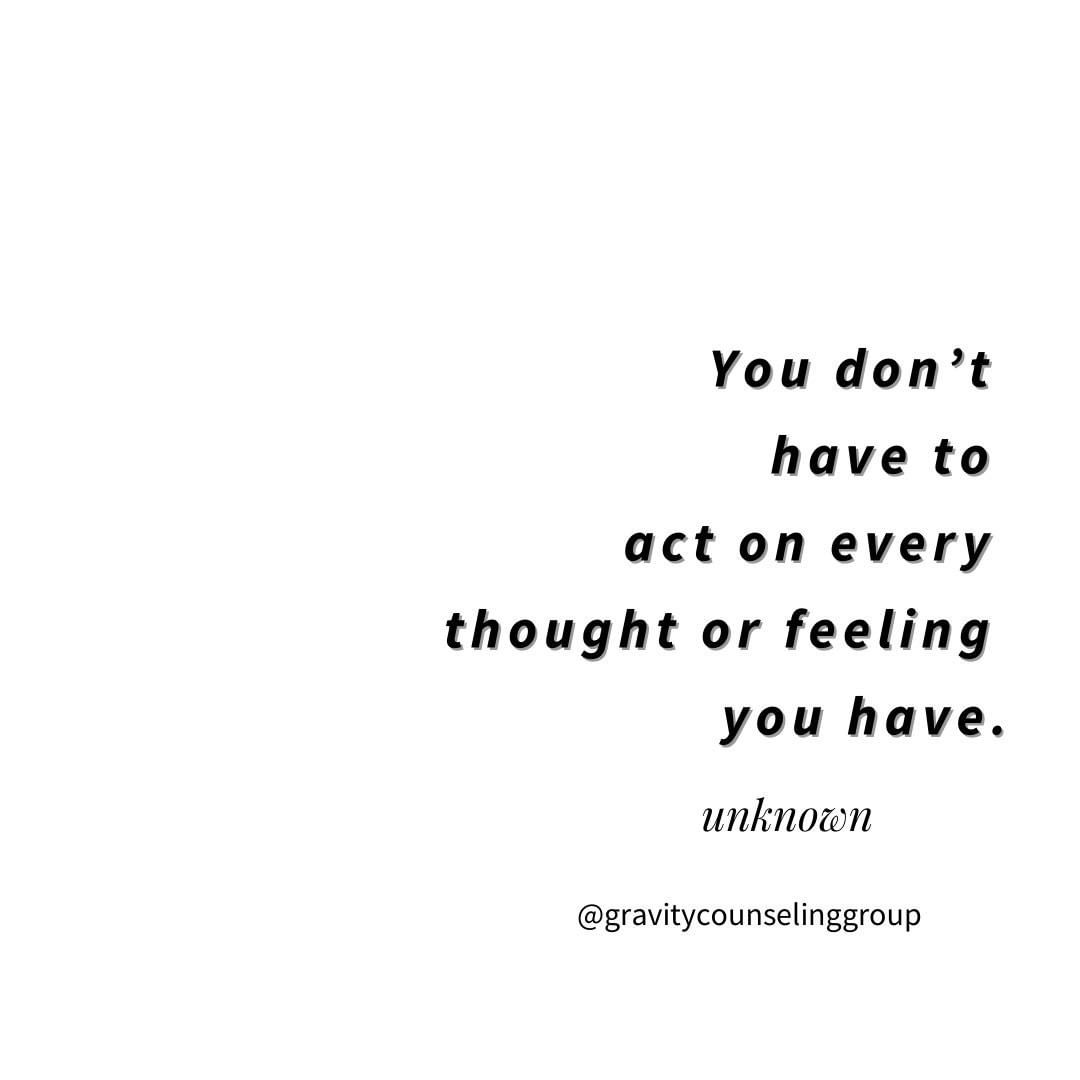 You don’t
have to
act on every
thought or feeling
you have.
unknown
@gravitycounselinggroup